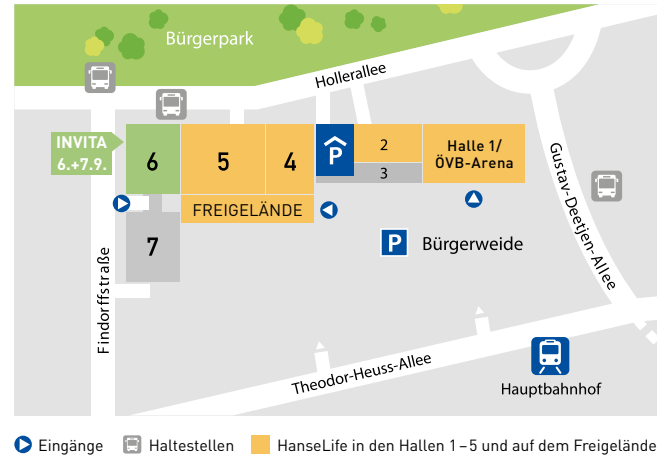 Bürgerpark
Hollerallee
INVITA
6.+7.9.
6
5
4
P
2
3
Halle 1/
ÖVB-Arena
FREIGELÄNDE
7
P
Bürgerweide
Gustav-Deetjen-Allee
Findorffstraße
Theodor-Heuss-Allee
Hauptbahnhof
Eingänge
Haltestellen
HanseLife in den Hallen 1–5 und auf dem Freigelände